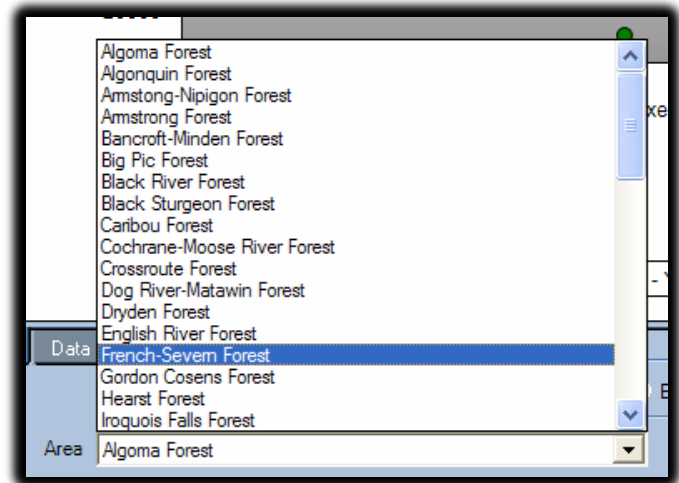 Algoma Forest
Algonquin Forest
Armstong-Nipigon Forest
Armstrong Forest
Bancroft-Minden Forest
Big Pic Forest
Black River Forest
Black Sturgeon Forest
Caribou Forest
Cochrane-Moose River Forest
Crossroute Forest
Dog River-Matawin Forest
Dryden Forest
English River Forest
Data
French-Severn Forest
Gordon Cosens Forest
Hearst Forest
Iroquois Falls Forest
Area Algoma Forest